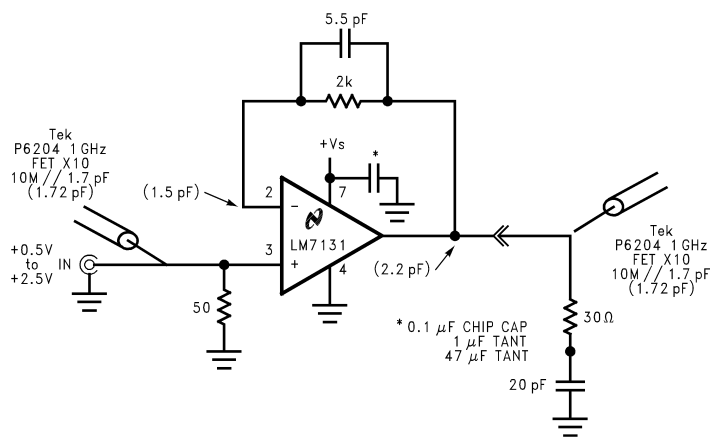 5.5 pF
2k
Tek
P6204 1 GHz
FET X10
10M // 1.7 pF
(1.72 pF)
+Vs
*
(1.5 pF)
2
7
−
LM7131
3
+
4
+0.5V
to
+2.5V
IN
50
(2.2 pF)
Tek
P6204 1 GHz
FET X10
10M // 1.7 pF
(1.72 pF)
* 0.1 µF CHIP CAP
1 µF TANT
47 µF TANT
30Ω
20 pF